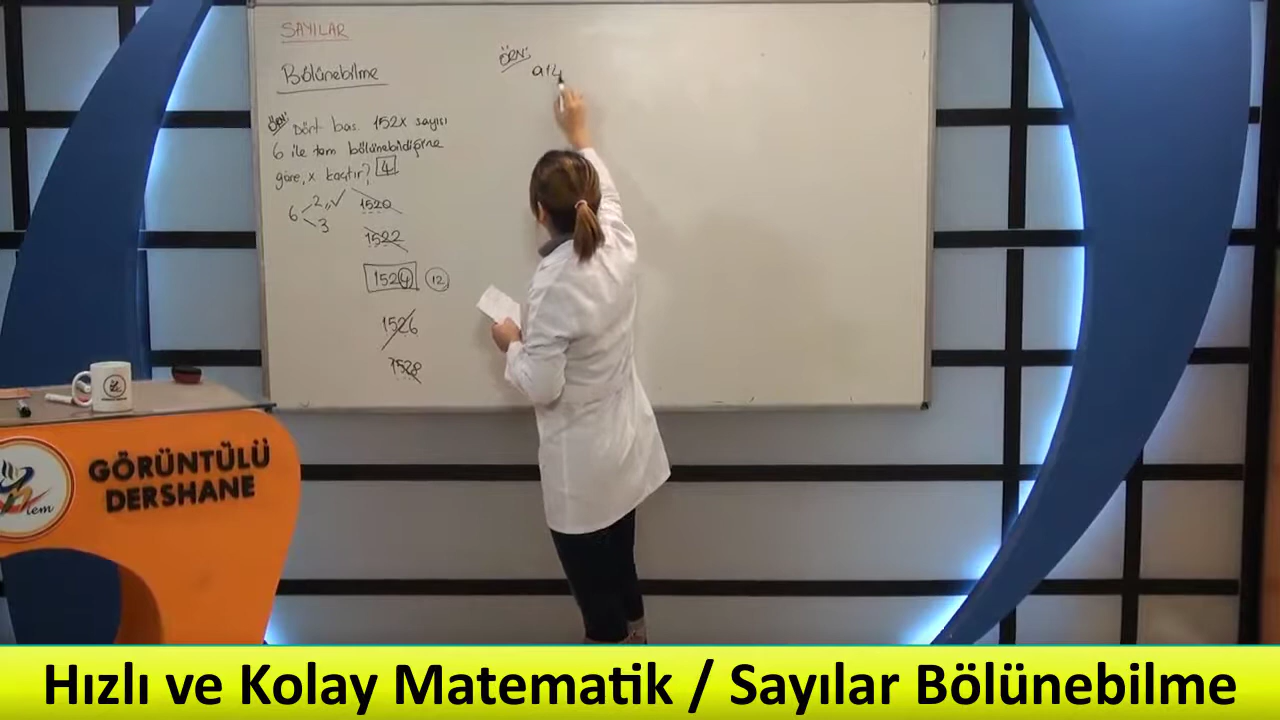 SAYILAR
Bölünebilme
ÖRN:
Dört bas. 152x sayısı
6 ile tam bölünebildiğine
göre, x kaçtır? 4
6 2 ✓
3
1520
1522
1524 12
1526
1528
ÖRN:
a14
GÖRÜNTÜLÜ
DERSHANE
Hızlı ve Kolay Matematik / Sayılar Bölünebilme